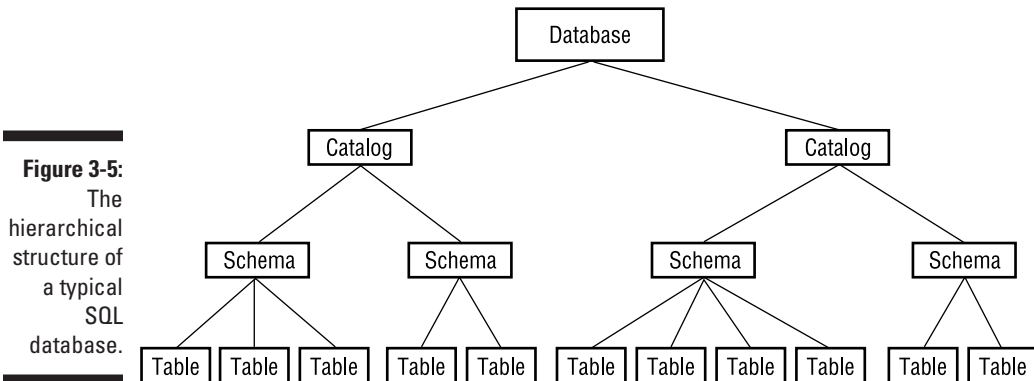 Database
Catalog Catalog
Figure 3-5:
The
hierarchical
structure of
a typical
SQL
database.
Schema Schema Schema Schema
Table Table Table Table Table Table Table Table Table Table Table